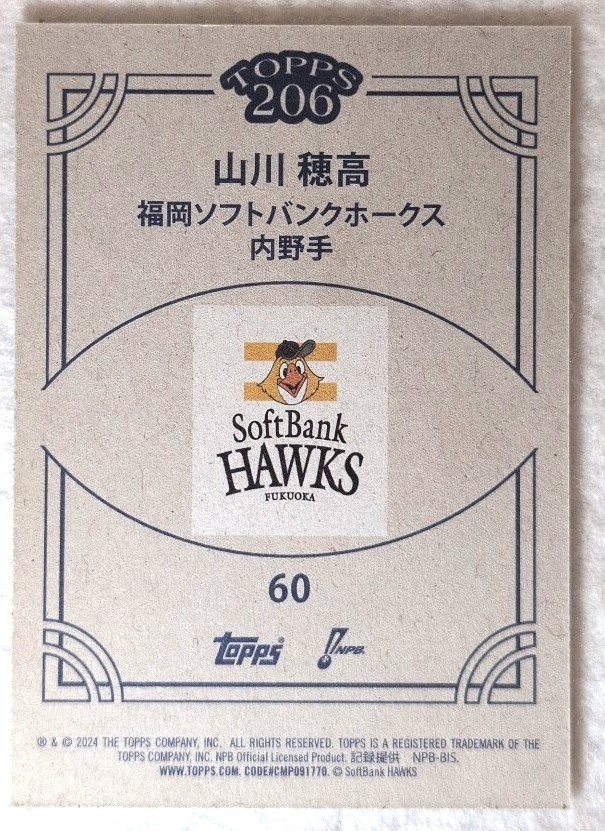 TOPPS
206
山川 穂高
福岡ソフトバンクホークス
内野手
SoftBank
HAWKS
FUKUOKA
60
Topps®
NPB.
® & © 2024 THE TOPPS COMPANY, INC. ALL RIGHTS RESERVED. TOPPS IS A REGISTERED TRADEMARK OF THE
TOPPS COMPANY, INC. NPB Official Licensed Product. 記録提供 NPB-BIS.
WWW.TOPPS.COM. CODE#CMP091770. © SoftBank HAWKS